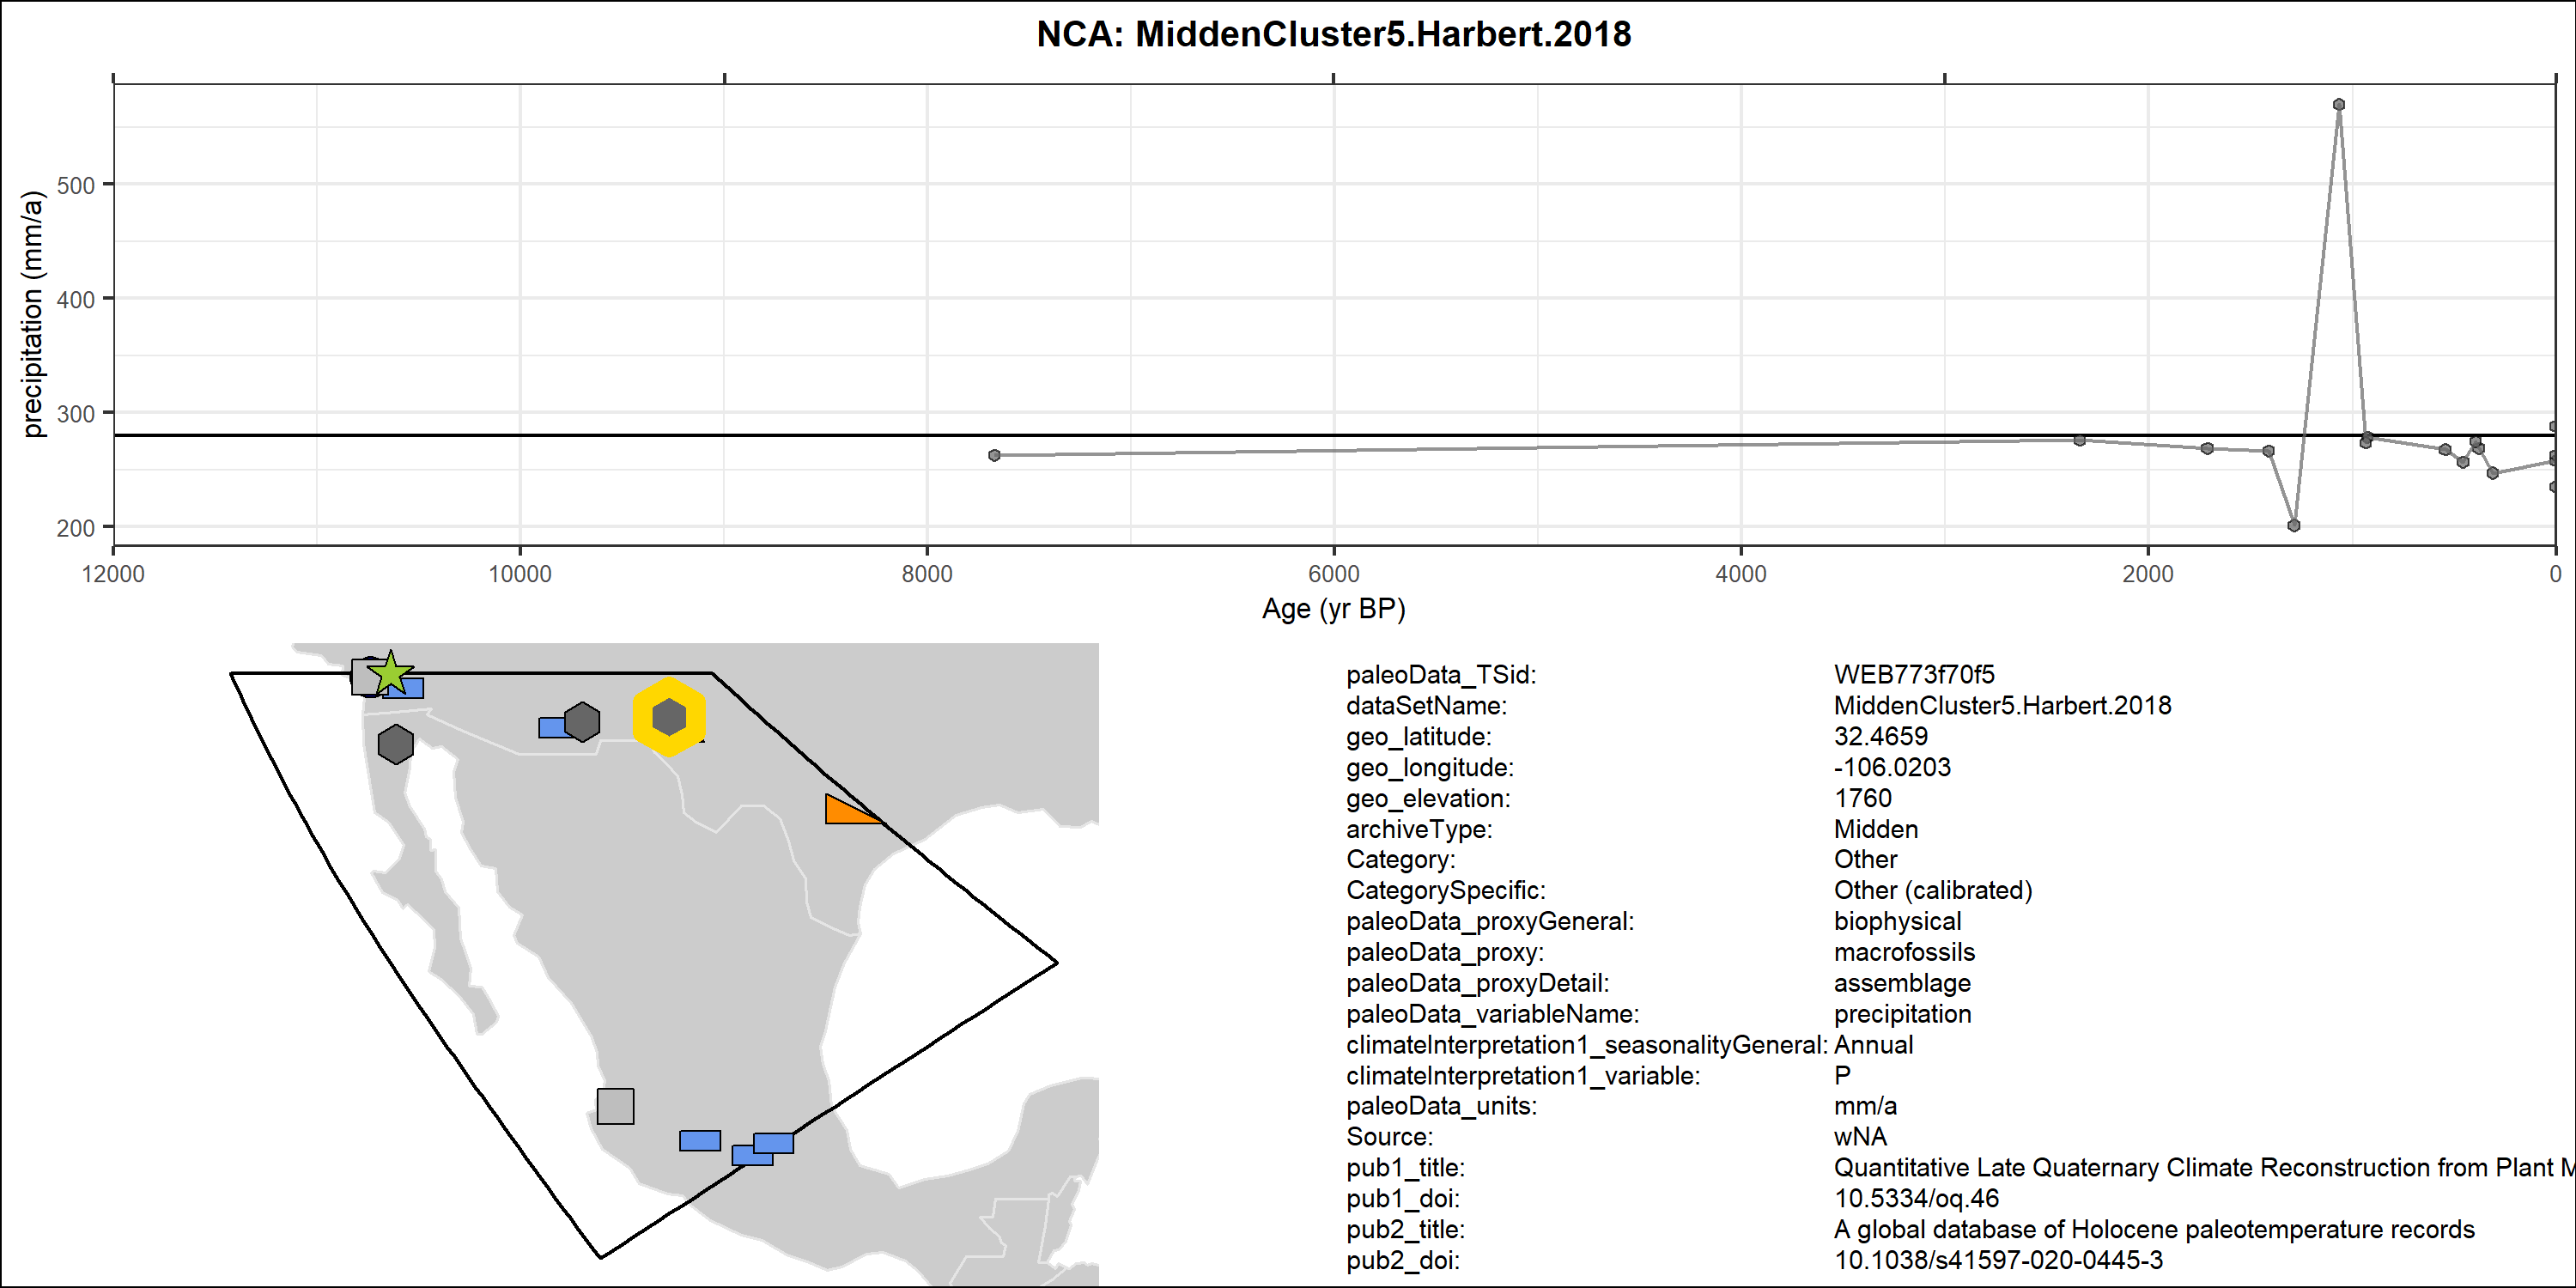 NCA: MiddenCluster5.Harbert.2018
precipitation (mm/a)
500
400
300
200
12000 10000 8000 6000 4000 2000 0
Age (yr BP)
paleoData_TSid: WEB773f70f5
dataSetName: MiddenCluster5.Harbert.2018
geo_latitude: 32.4659
geo_longitude: -106.0203
geo_elevation: 1760
archiveType: Midden
Category: Other
CategorySpecific: Other (calibrated)
paleoData_proxyGeneral: biophysical
paleoData_proxy: macrofossils
paleoData_proxyDetail: assemblage
paleoData_variableName: precipitation
climateInterpretation1_seasonalityGeneral: Annual
climateInterpretation1_variable: P
paleoData_units: mm/a
Source: wNA
pub1_title: Quantitative Late Quaternary Climate Reconstruction from Plant M
pub1_doi: 10.5334/oq.46
pub2_title: A global database of Holocene paleotemperature records
pub2_doi: 10.1038/s41597-020-0445-3